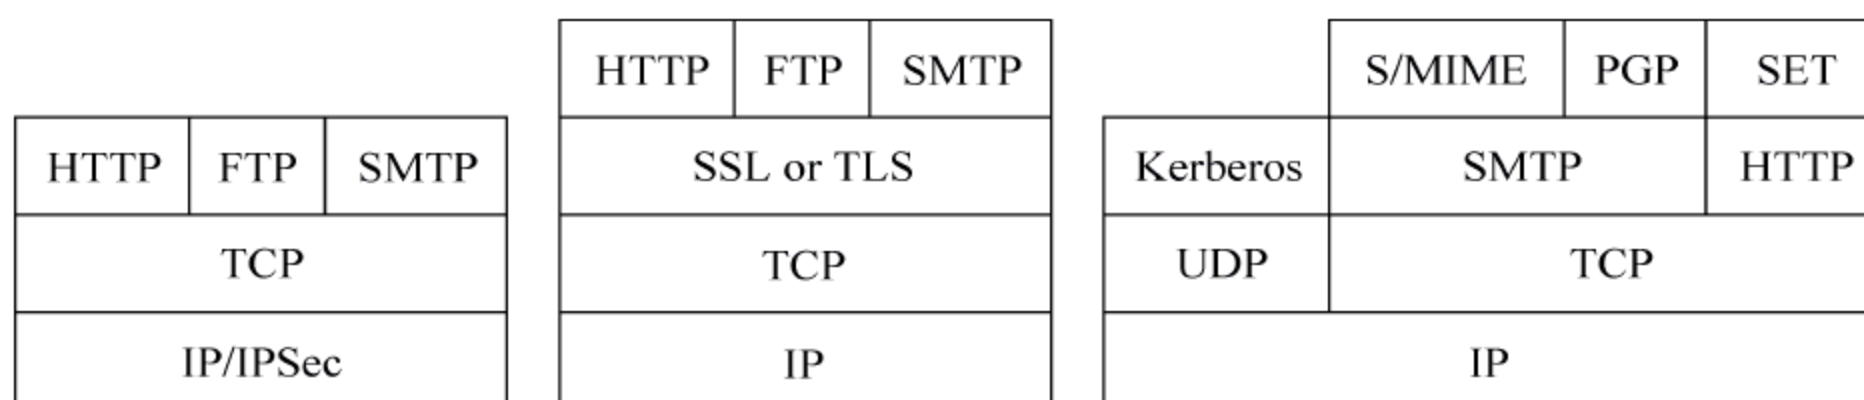 HTTP FTP SMTP
TCP
IP/IPSec
HTTP FTP SMTP
SSL or TLS
TCP
IP
S/MIME PGP SET
Kerberos SMTP HTTP
UDP TCP
IP